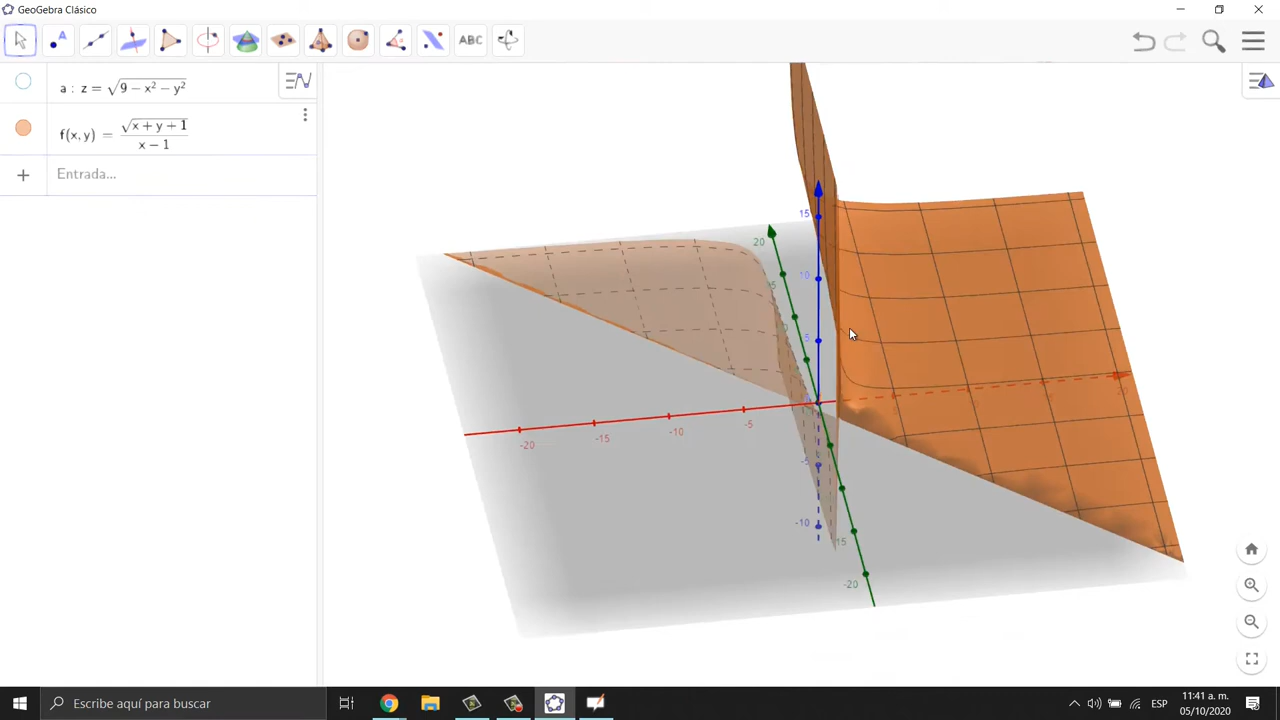 GeoGebra Clásico
ABC
a : z = √(9 − x² − y²)
f(x, y) = √(x + y + 1) / (x − 1)
Entrada...
15
20
10
5
-20
-15
-10
-5
-5
-10
15
-20
20
Escribe aquí para buscar
ESP
11:41 a. m.
05/10/2020